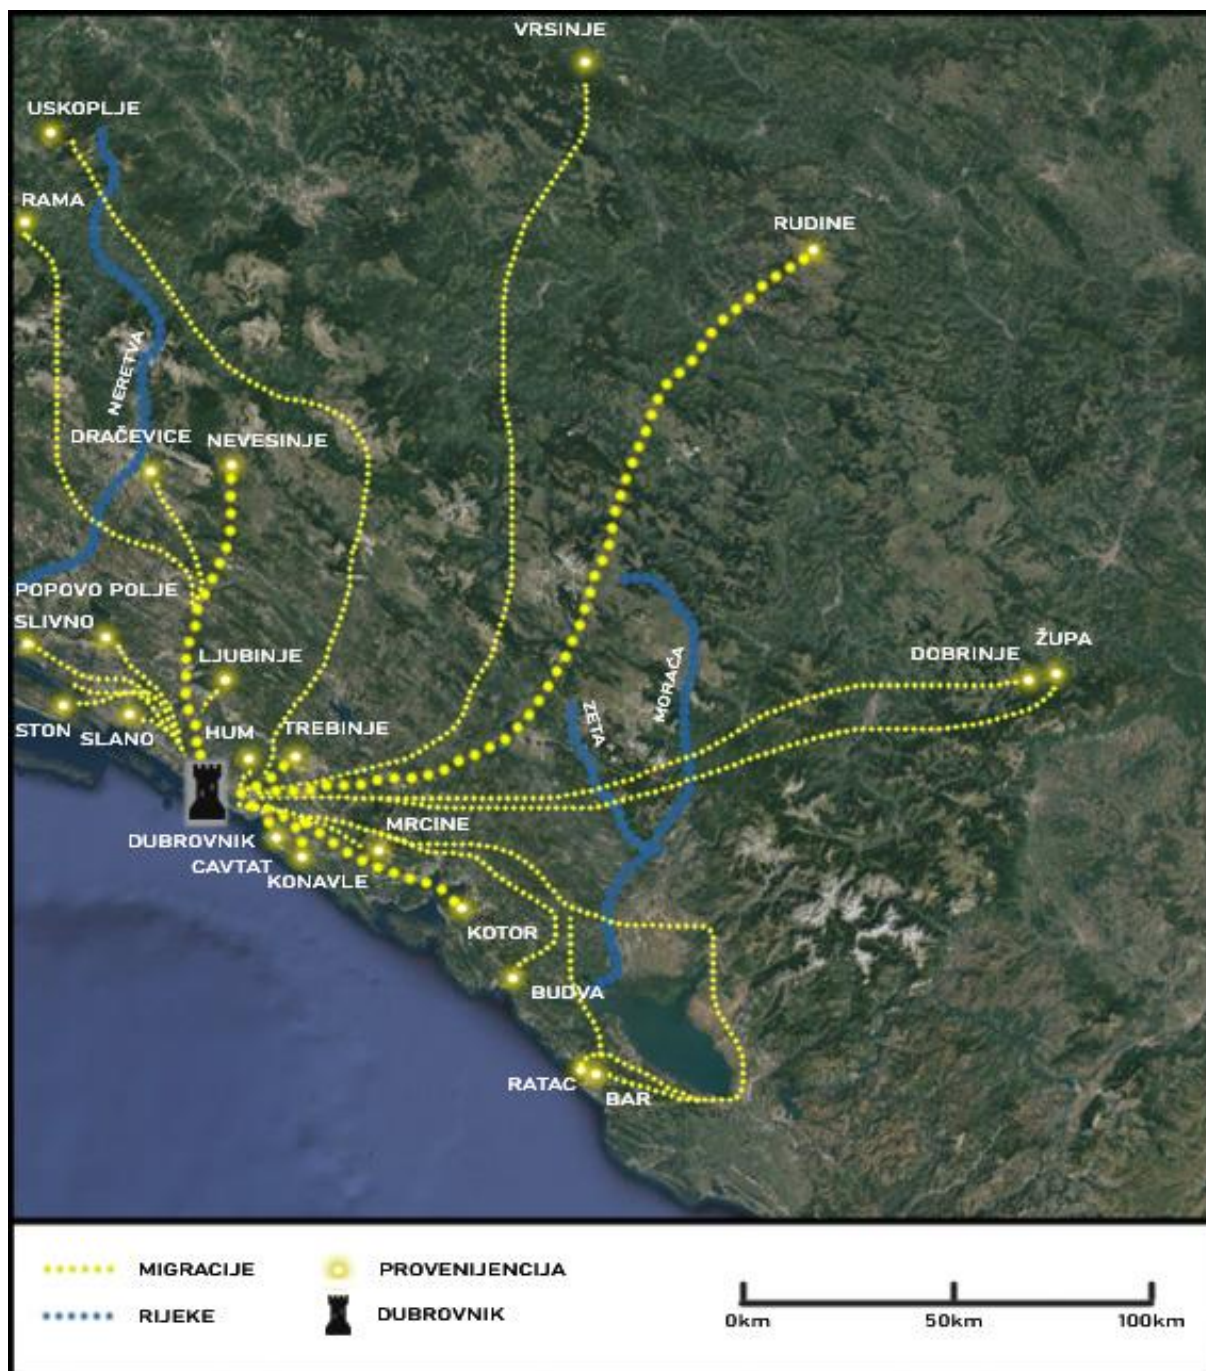 VRSINJE
USKOPLJE
RAMA
RUDINE
NERETVA
DRAČEVICE
NEVESINJE
POPOVO POLJE
SLIVNO
LJUBINJE
DOBRINJE
ŽUPA
MORAČA
ZETA
STON
SLANO
HUM
TREBINJE
DUBROVNIK
MRCINE
CAVTAT
KONAVLE
KOTOR
BUDVA
RATAC
BAR
MIGRACIJE
PROVENIJENCIJA
RIJEKE
DUBROVNIK
0km
50km
100km